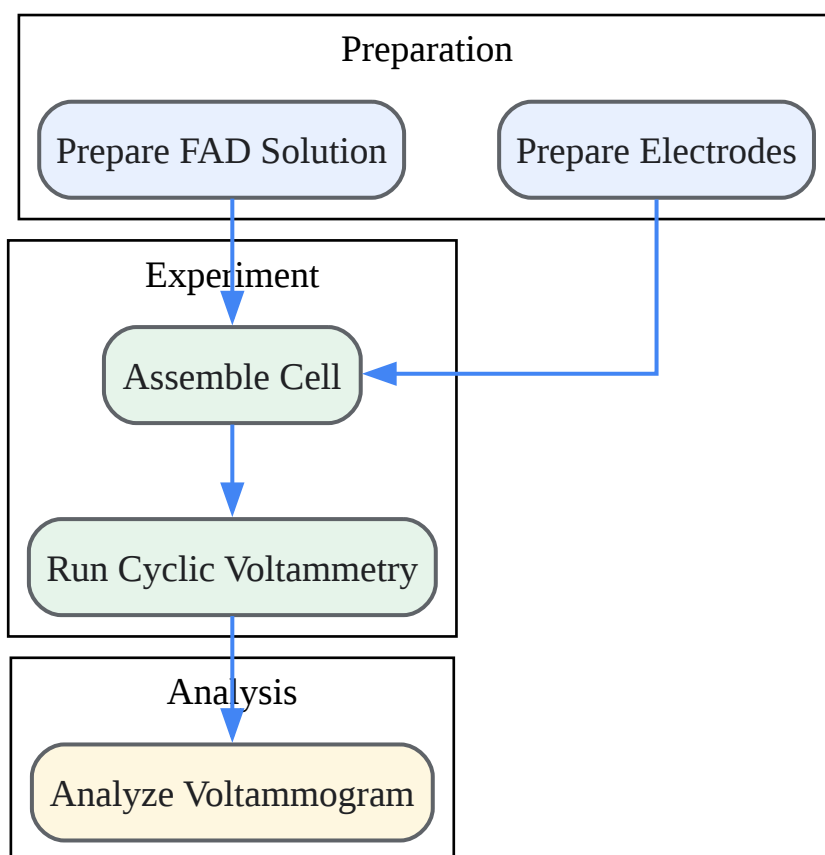 Preparation
Prepare FAD Solution
Prepare Electrodes
Experiment
Assemble Cell
Run Cyclic Voltammetry
Analysis
Analyze Voltammogram